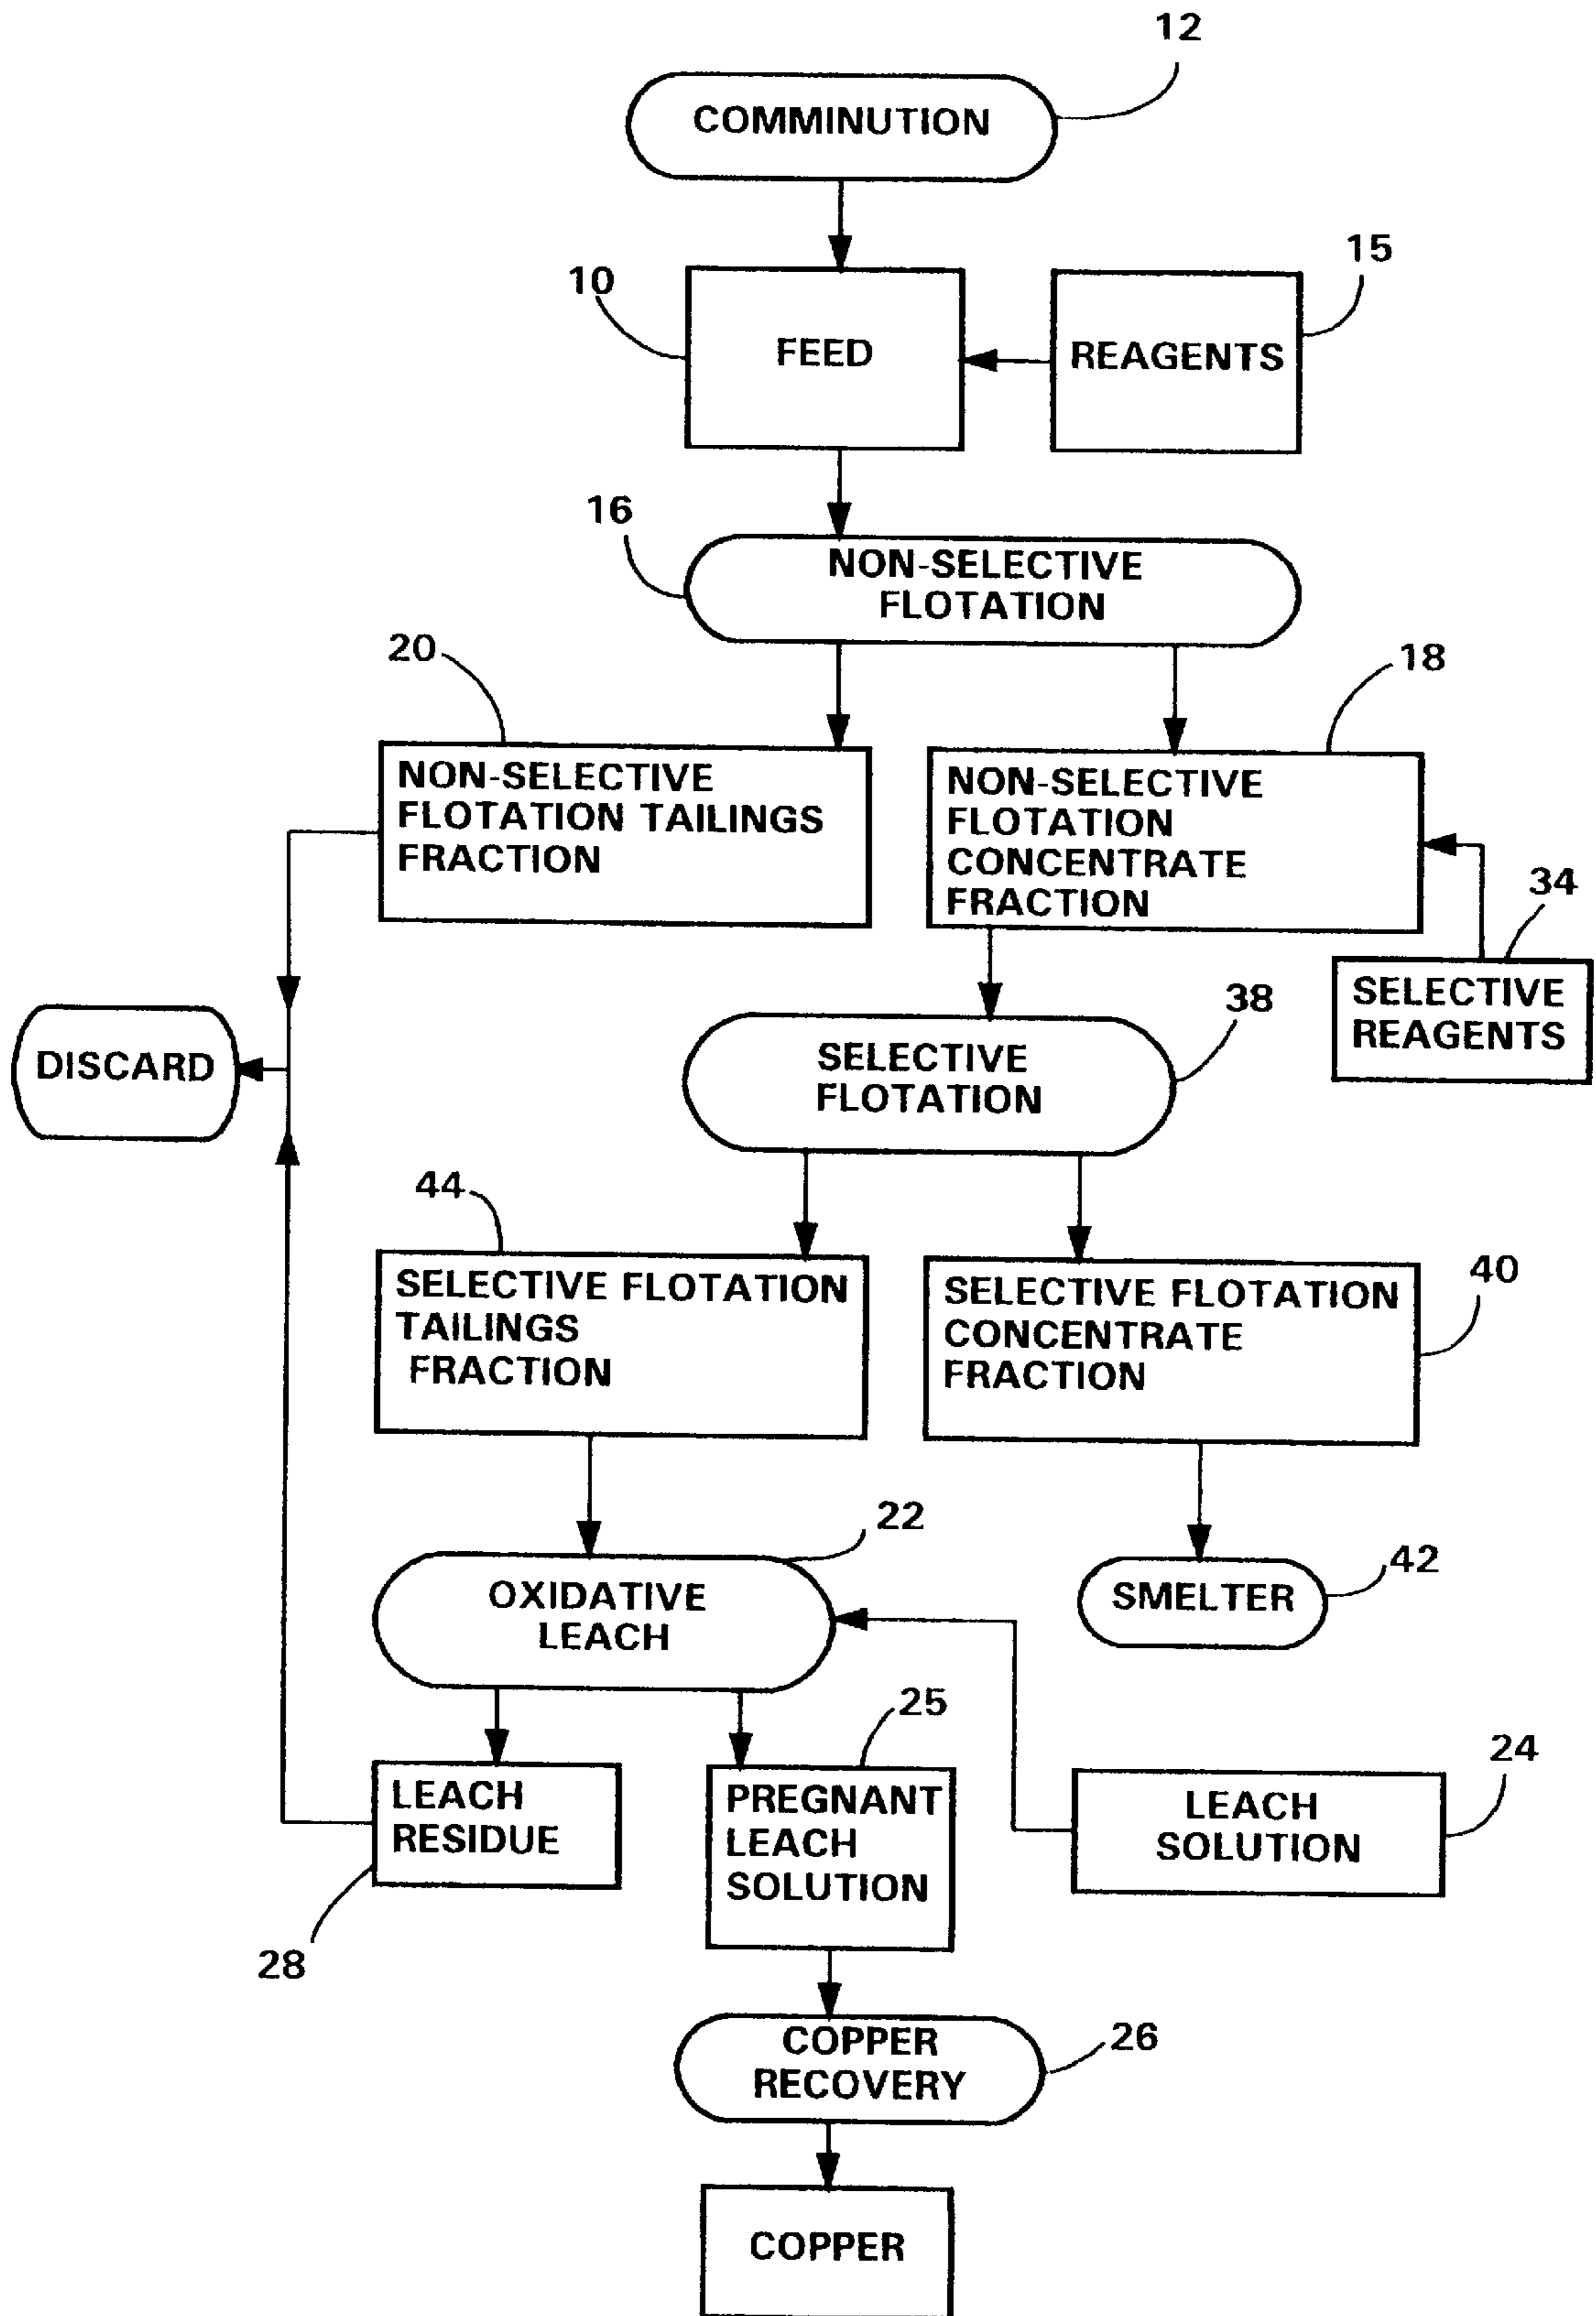 12
COMMINUTION
10
15
FEED
REAGENTS
16
NON-SELECTIVE
FLOTATION
20
18
NON-SELECTIVE
FLOTATION TAILINGS
FRACTION
NON-SELECTIVE
FLOTATION
CONCENTRATE
FRACTION
34
SELECTIVE
REAGENTS
38
DISCARD
SELECTIVE
FLOTATION
44
SELECTIVE FLOTATION
TAILINGS
FRACTION
40
SELECTIVE FLOTATION
CONCENTRATE
FRACTION
22
OXIDATIVE
LEACH
42
SMELTER
25
24
LEACH
RESIDUE
PREGNANT
LEACH
SOLUTION
LEACH
SOLUTION
28
26
COPPER
RECOVERY
COPPER